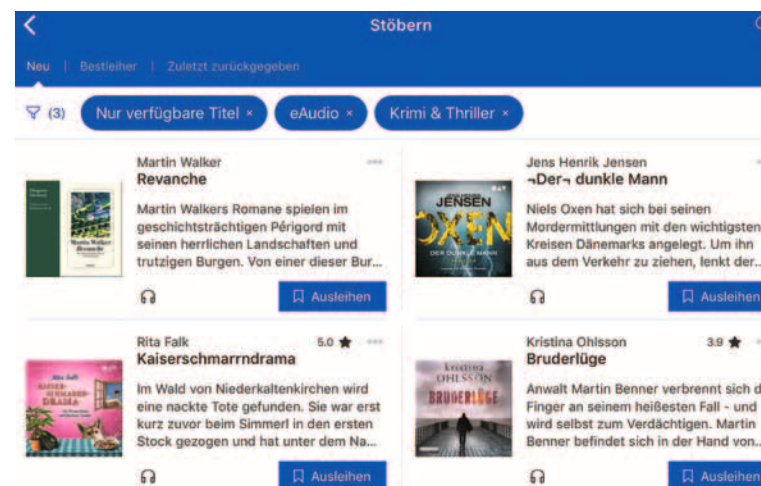 Stöbern
Neu | Bestleiher | Zuletzt zurückgegeben
(3) Nur verfügbare Titel × eAudio × Krimi & Thriller ×
Martin Walker
Revanche
Martin Walkers Romane spielen im
geschichtsträchtigen Périgord mit
seinen herrlichen Landschaften und
trutzigen Burgen. Von einer dieser Bur...
Ausleihen
Martin Walker
Revanche
JENS HENRIK
JENSEN
OXEN
DER DUNKLE MANN
Jens Henrik Jensen
¬Der¬ dunkle Mann
Niels Oxen hat sich bei seinen
Mordermittlungen mit den wichtigsten
Kreisen Dänemarks angelegt. Um ihn
aus dem Verkehr zu ziehen, lenkt der..
Ausleihen
Rita Falk
KAISER-
SCHMARRN-
DRAMA
Rita Falk 5.0 ★
Kaiserschmarrndrama
Im Wald von Niederkaltenkirchen wird
eine nackte Tote gefunden. Sie war erst
kurz zuvor beim Simmerl in den ersten
Stock gezogen und hat unter dem Na...
Ausleihen
kristina
OHLSSON
BRUDERLÜGE
Kristina Ohlsson 3.9 ★
Bruderlüge
Anwalt Martin Benner verbrennt sich d
Finger an seinem heißesten Fall - und
wird selbst zum Verdächtigen. Martin
Benner befindet sich in der Hand von..
Ausleihen